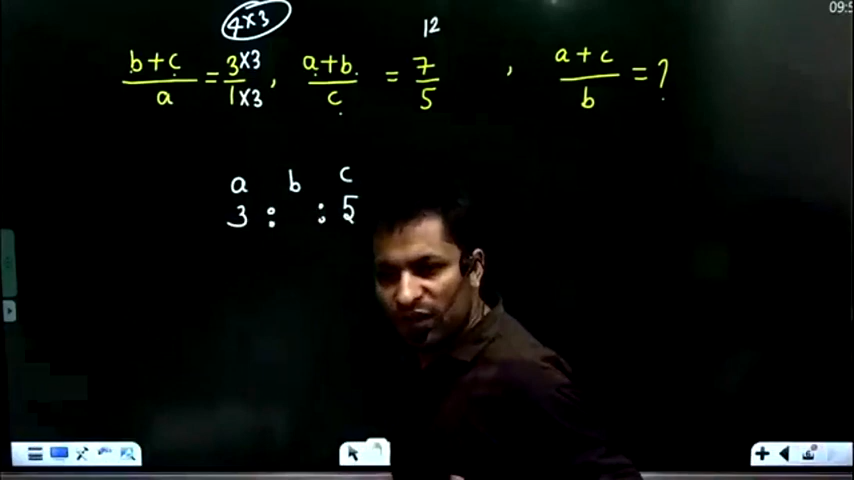 4×3
12
09:5
b+c/a = 3×3/1×3 , a+b/c = 7/5 , a+c/b = ?
a b c
3 : : 5